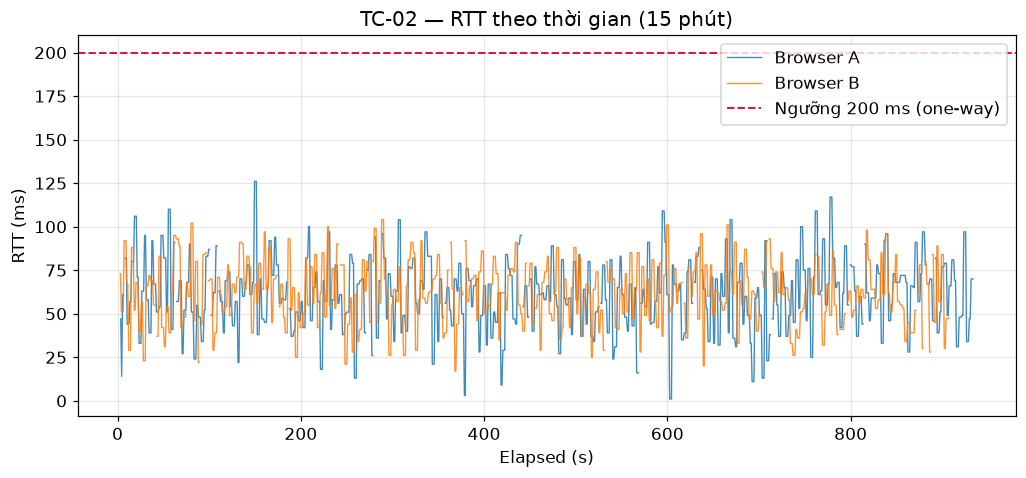 TC-02 — RTT theo thời gian (15 phút)
RTT (ms)
200
175
150
125
100
75
50
25
0
Browser A
Browser B
Ngưỡng 200 ms (one-way)
0 200 400 600 800
Elapsed (s)